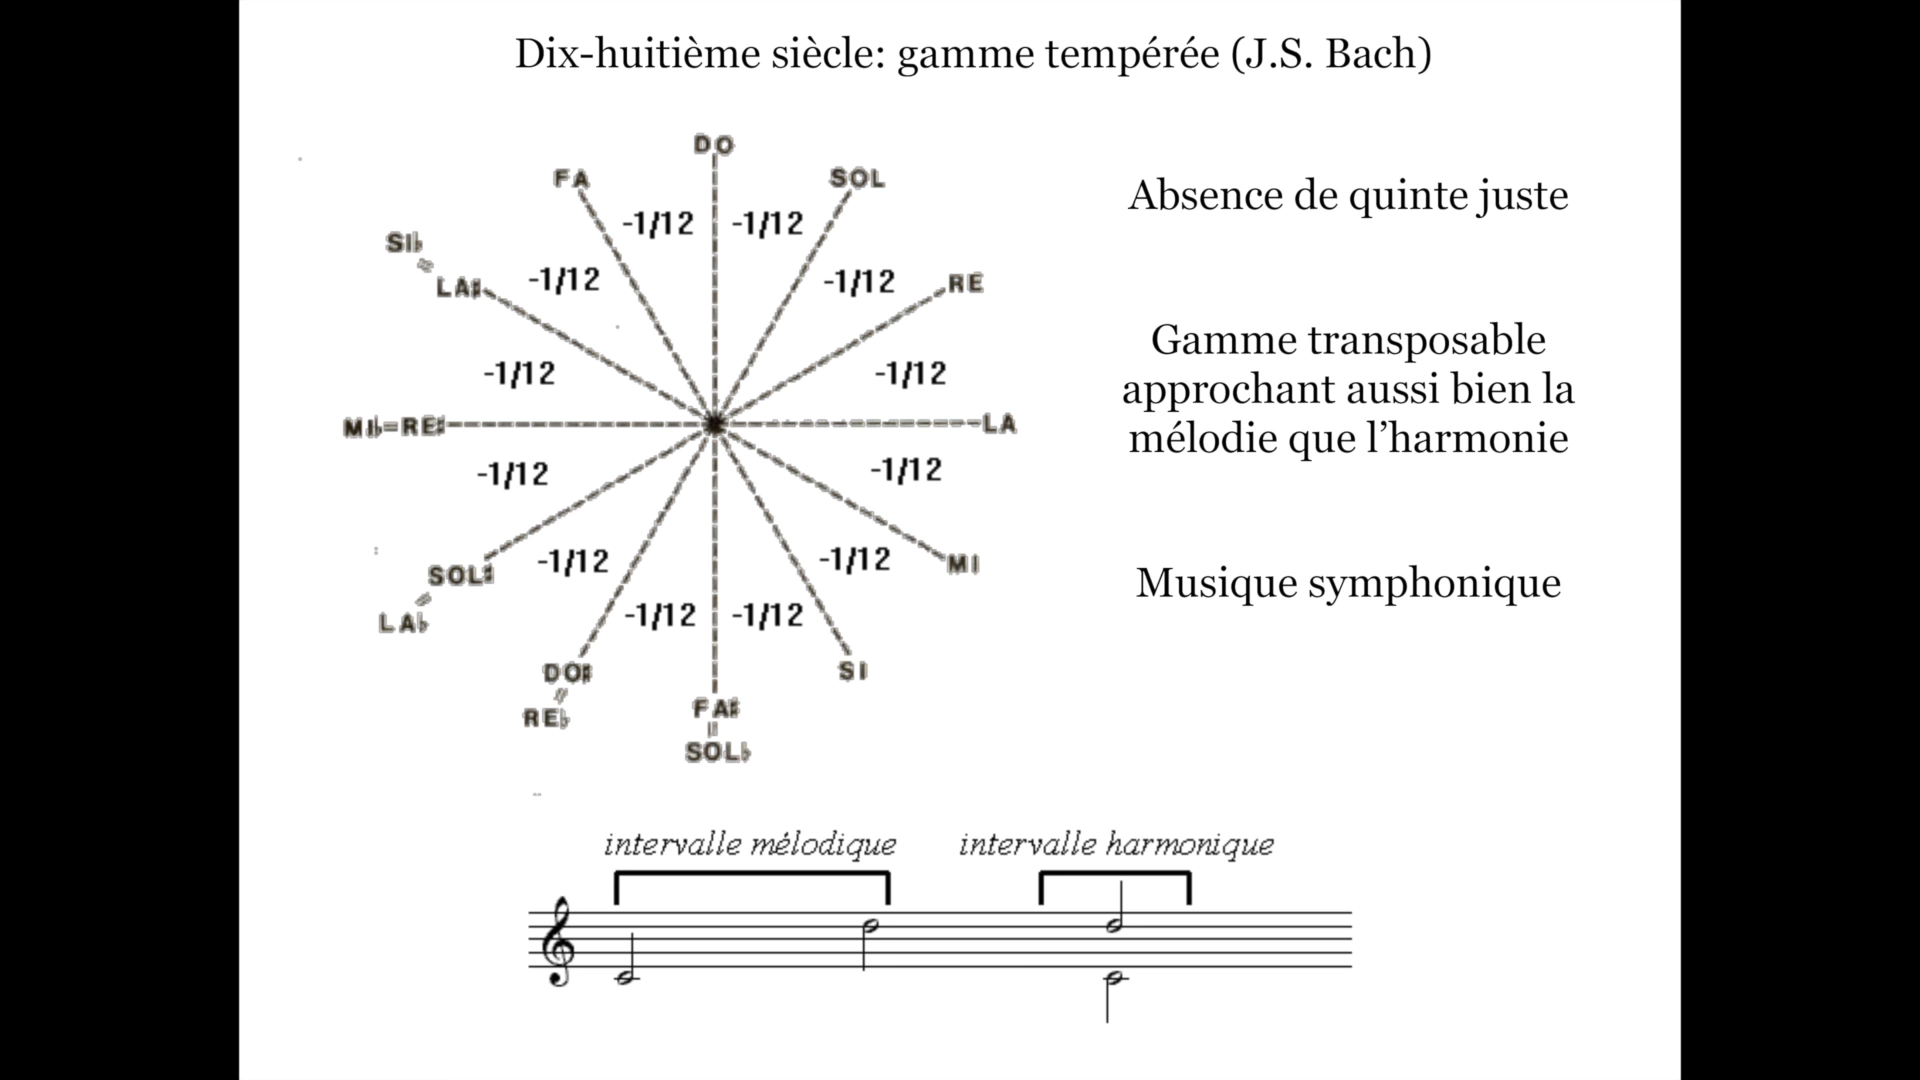 Dix-huitième siècle: gamme tempérée (J.S. Bach)
DO
FA
SOL
-1/12
-1/12
SI♭
=
LA♯
-1/12
-1/12
RE
-1/12
-1/12
MI♭=RE♯
LA
-1/12
-1/12
SOL♯
=
LA♭
-1/12
-1/12
MI
-1/12
-1/12
DO♯
=
RE♭
SI
FA♯
=
SOL♭
Absence de quinte juste
Gamme transposable
approchant aussi bien la
mélodie que l’harmonie
Musique symphonique
intervalle mélodique
intervalle harmonique